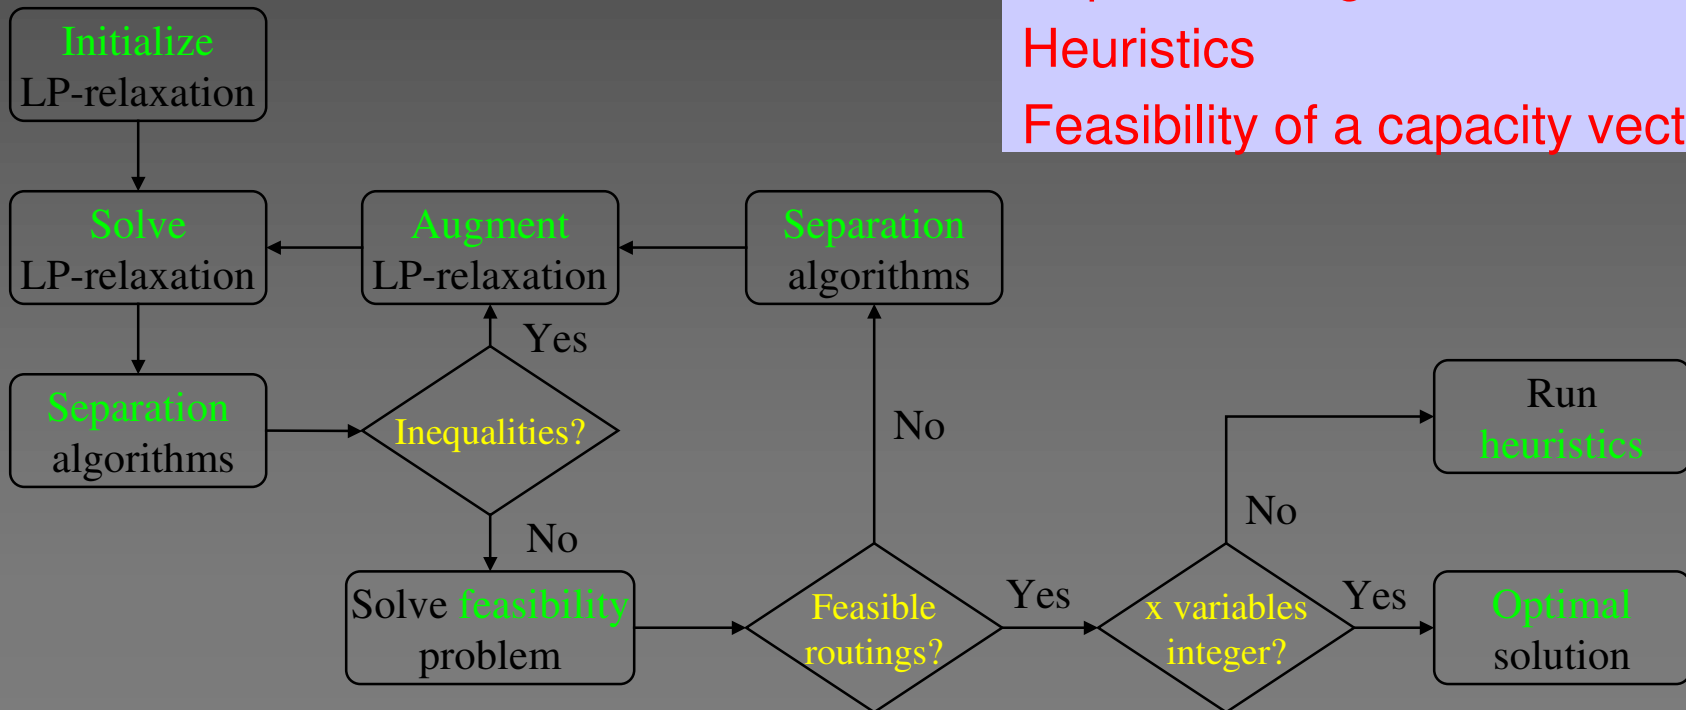 Heuristics
Feasibility of a capacity
Initialize
LP-relaxation
Solve
LP-relaxation
Augment
LP-relaxation
Separation
algorithms
Yes
Separation
algorithms
Inequalities?
No
Run
heuristics
No
No
Solve feasibility
problem
Feasible
routings?
Yes
x variables
integer?
Yes
Optimal
solution